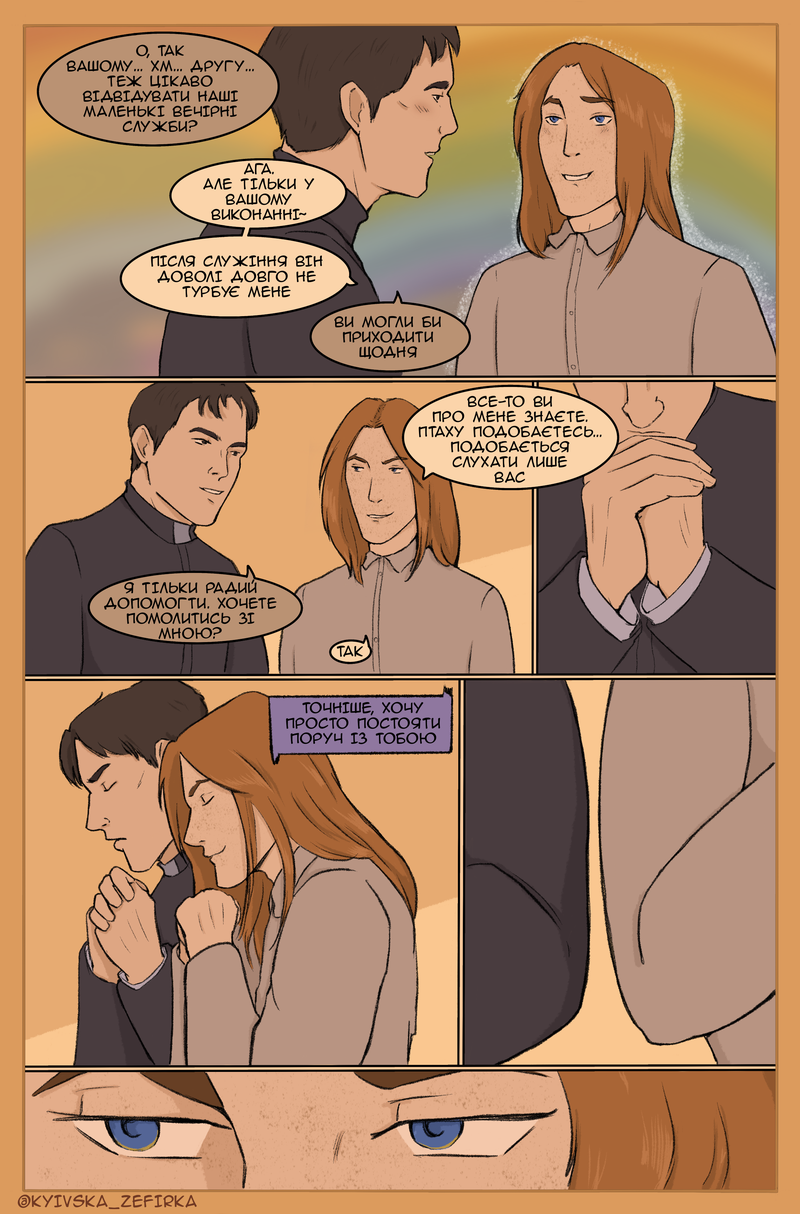 О, ТАК
ВАШОМУ... ХМ... ДРУГУ...
ТЕЖ ЦІКАВО
ВІДВІДУВАТИ НАШІ
МАЛЕНЬКІ ВЕЧІРНІ
СЛУЖБИ?
АГА.
АЛЕ ТІЛЬКИ У
ВАШОМУ
ВИКОНАННІ~
ПІСЛЯ СЛУЖІННЯ ВІН
ДОВОЛІ ДОВГО НЕ
ТУРБУЄ МЕНЕ
ВИ МОГЛИ БИ
ПРИХОДИТИ
ЩОДНЯ
ВСЕ-ТО ВИ
ПРО МЕНЕ ЗНАЄТЕ.
ПТАХУ ПОДОБАЄТЕСЬ...
ПОДОБАЄТЬСЯ
СЛУХАТИ ЛИШЕ
ВАС
Я ТІЛЬКИ РАДИЙ
ДОПОМОГТИ. ХОЧЕТЕ
ПОМОЛИТИСЬ ЗІ
МНОЮ?
ТАК
ТОЧНІШЕ, ХОЧУ
ПРОСТО ПОСТОЯТИ
ПОРУЧ ІЗ ТОБОЮ
@KYIVSKA_ZEFIRKA